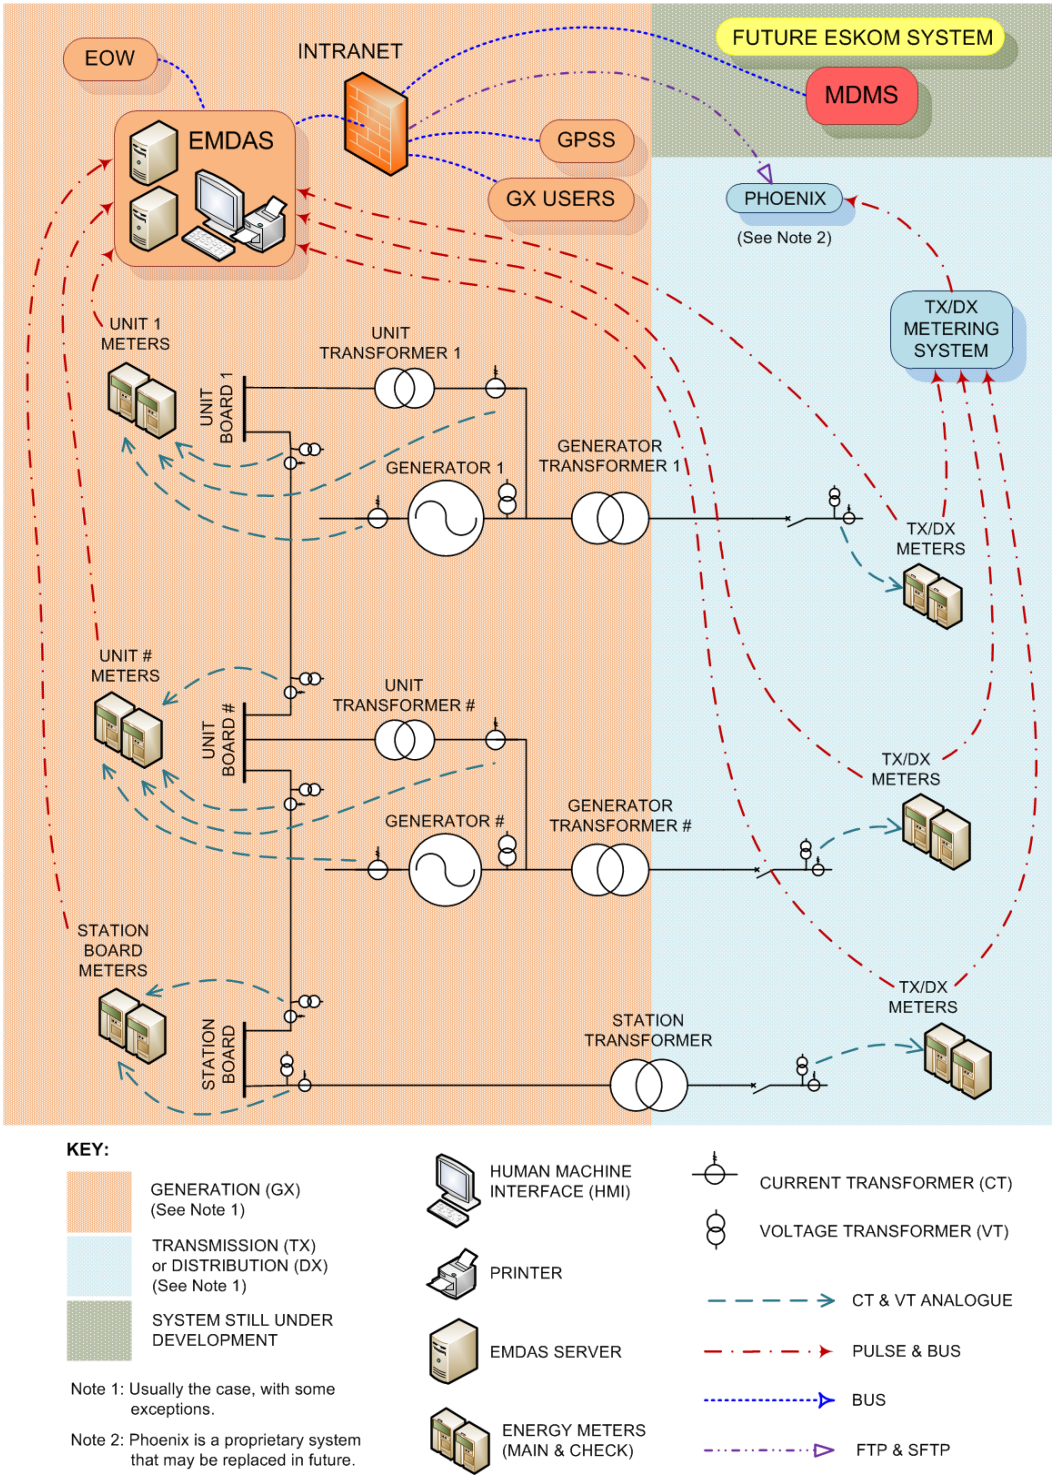 FUTURE ESKOM SYSTEM
EOW
INTRANET
MDMS
EMDAS
GPSS
GX USERS
PHOENIX
(See Note 2)
UNIT 1
METERS
UNIT
TRANSFORMER 1
TX/DX
METERING
SYSTEM
UNIT
BOARD 1
GENERATOR 1
GENERATOR
TRANSFORMER 1
TX/DX
METERS
UNIT #
METERS
UNIT
TRANSFORMER #
UNIT
BOARD #
GENERATOR #
GENERATOR
TRANSFORMER #
TX/DX
METERS
STATION
BOARD
METERS
STATION
BOARD
STATION
TRANSFORMER
TX/DX
METERS
KEY:
GENERATION (GX)
(See Note 1)
TRANSMISSION (TX)
or DISTRIBUTION (DX)
(See Note 1)
SYSTEM STILL UNDER
DEVELOPMENT
Note 1: Usually the case, with some
exceptions.
Note 2: Phoenix is a proprietary system
that may be replaced in future.
HUMAN MACHINE
INTERFACE (HMI)
PRINTER
EMDAS SERVER
ENERGY METERS
(MAIN & CHECK)
CURRENT TRANSFORMER (CT)
VOLTAGE TRANSFORMER (VT)
CT & VT ANALOGUE
PULSE & BUS
BUS
FTP & SFTP